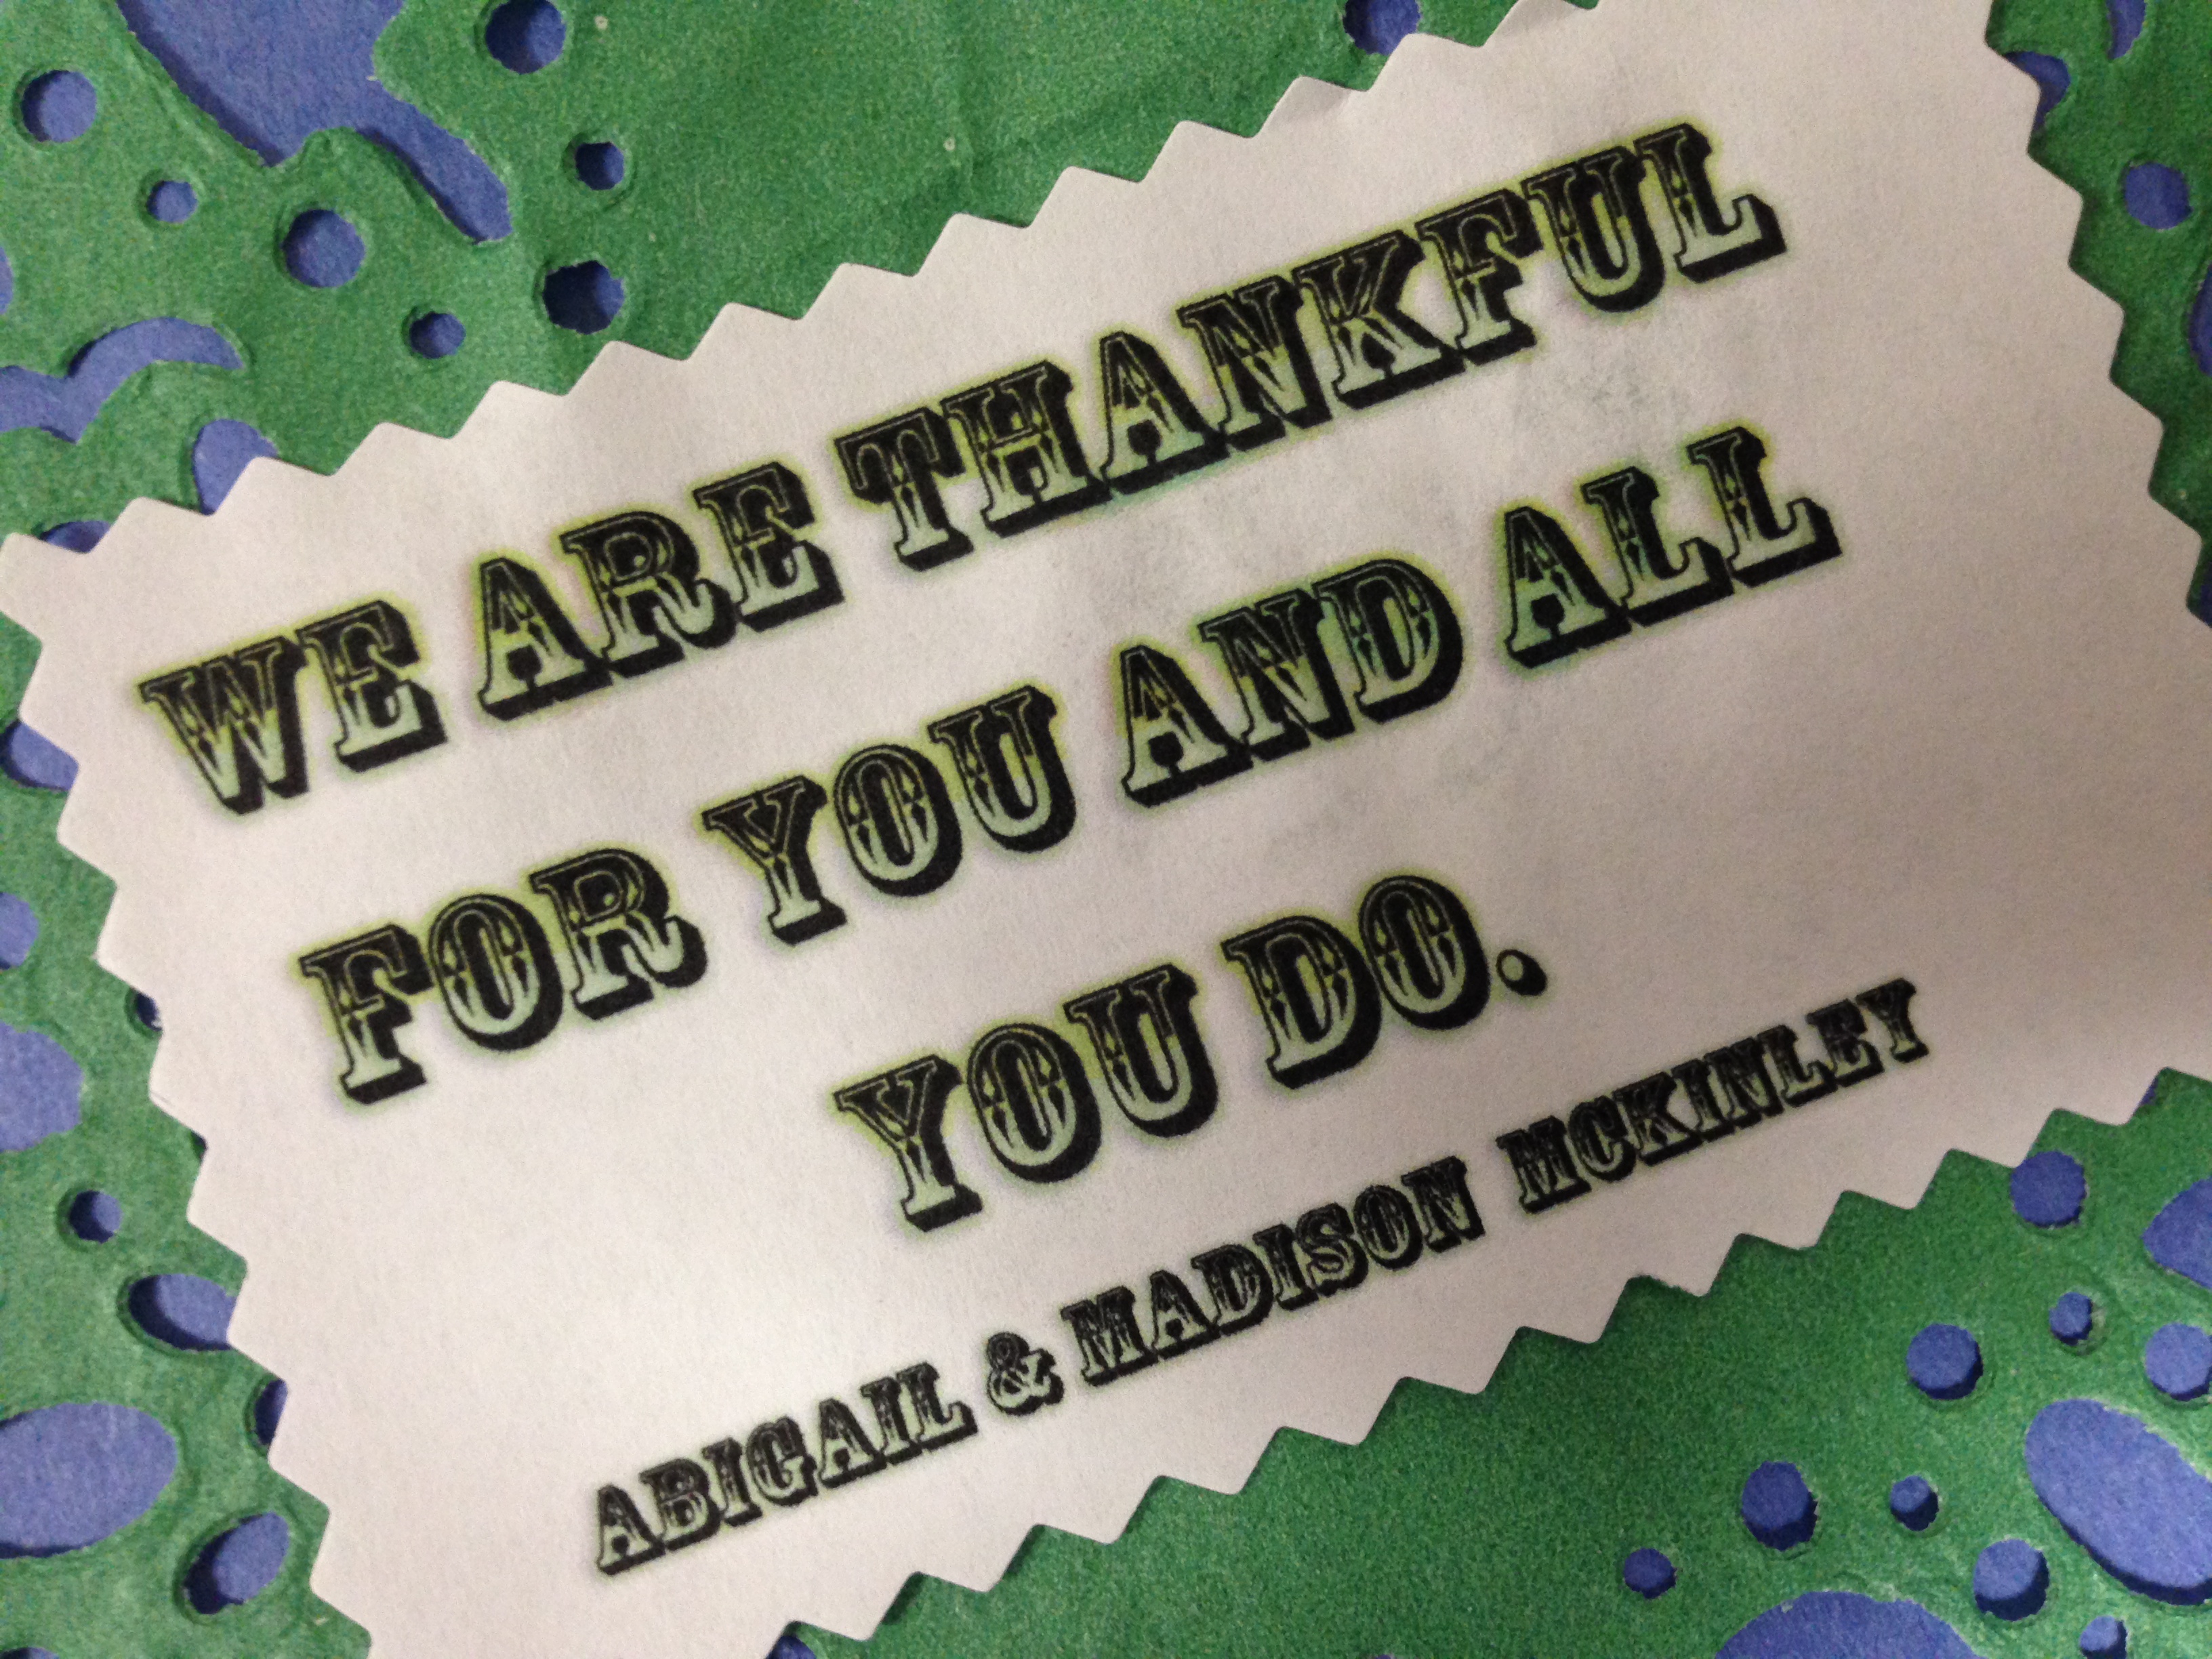 WE ARE THANKFUL
FOR YOU AND ALL
YOU DO.
ABIGAIL & MADISON MCKINLEY